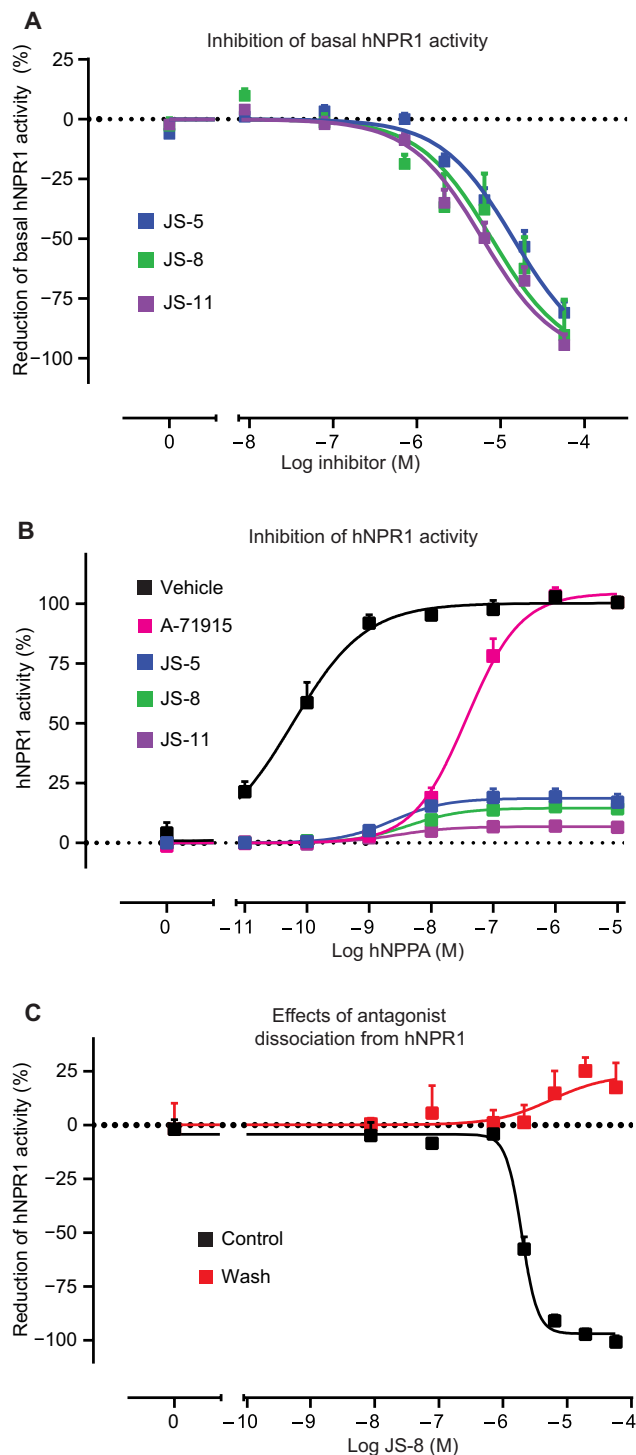 A
Inhibition of basal hNPR1 activity
Reduction of basal hNPR1 activity (%)
25
0
−25
−50
−75
−100
JS-5
JS-8
JS-11
0
−8
−7
−6
−5
−4
Log inhibitor (M)
B
Inhibition of hNPR1 activity
hNPR1 activity (%)
100
75
50
25
0
Vehicle
A-71915
JS-5
JS-8
JS-11
0
−11
−10
−9
−8
−7
−6
−5
Log hNPPA (M)
C
Effects of antagonist
dissociation from hNPR1
Reduction of hNPR1 activity (%)
25
0
−25
−50
−75
−100
Control
Wash
0
−10
−9
−8
−7
−6
−5
−4
Log JS-8 (M)